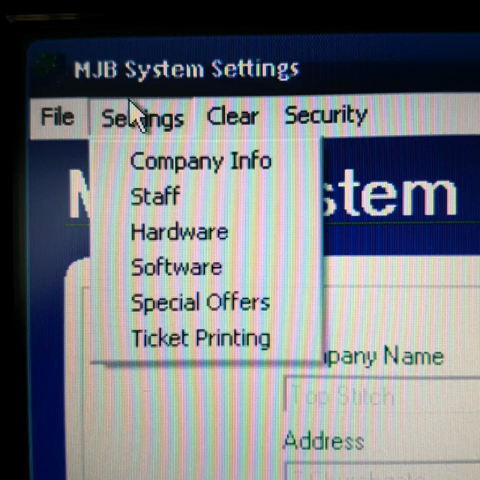 MJB System Settings
File Settings Clear Security
Company Info
Staff
Hardware
Software
Special Offers
Ticket Printing
Name
Top Stitch
Address